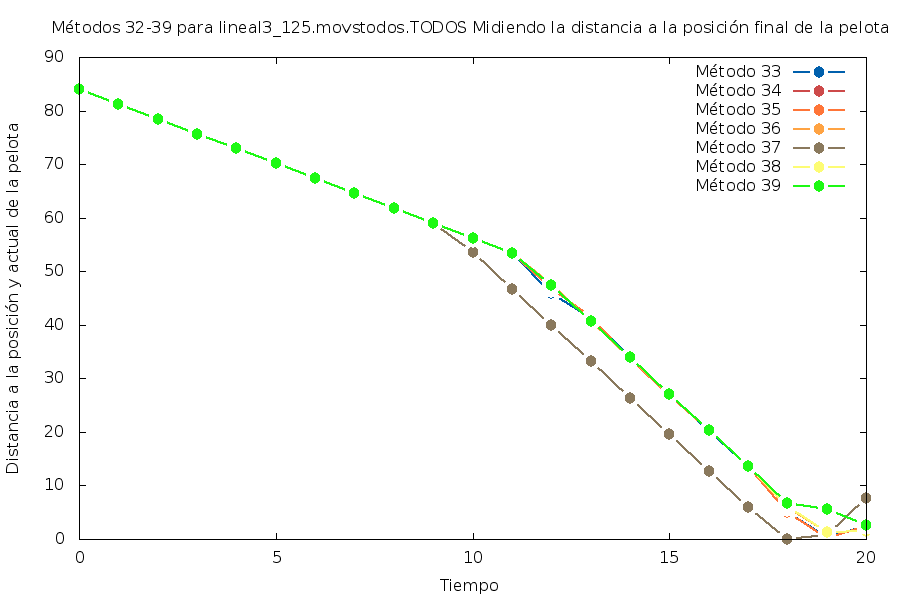 Métodos 32-39 para lineal3_125.movstodos.TODOS Midiendo la distancia a la posición final de la pelota
Distancia a la posición y actual de la pelota
90
80
70
60
50
40
30
20
10
0
Método 33
Método 34
Método 35
Método 36
Método 37
Método 38
Método 39
0
5
10
15
20
Tiempo